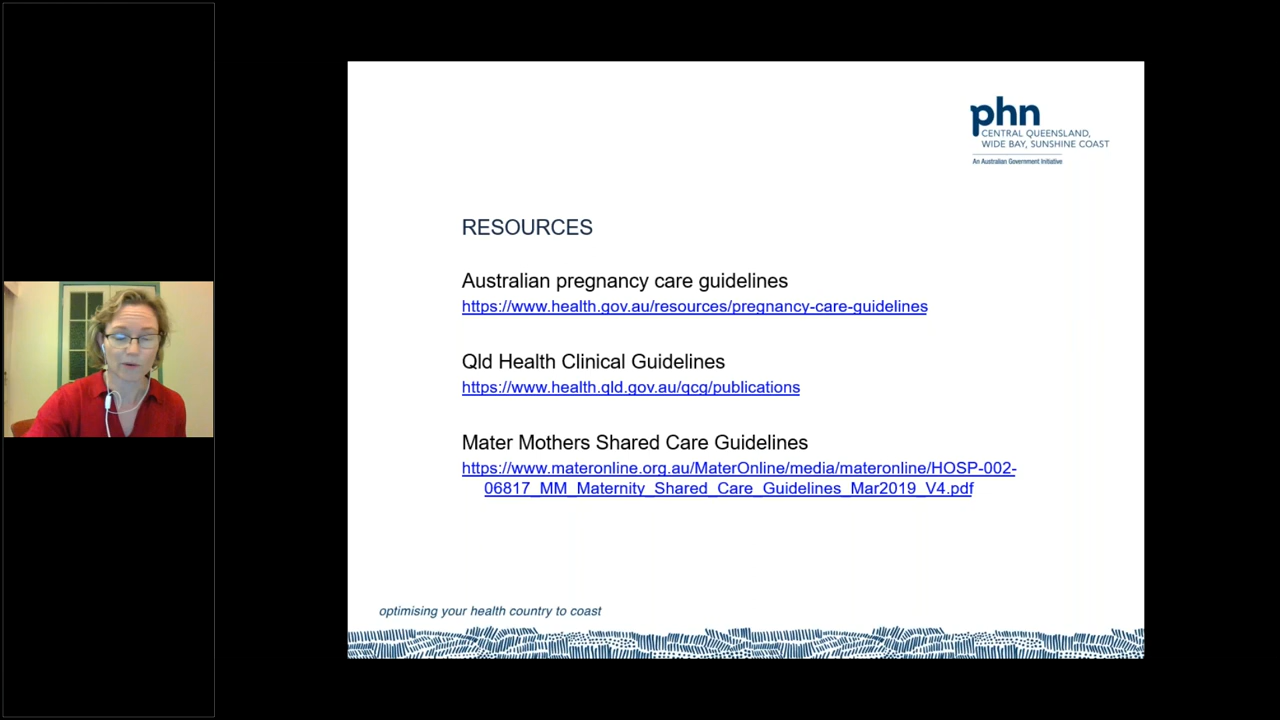 phn
CENTRAL QUEENSLAND,
WIDE BAY, SUNSHINE COAST
An Australian Government Initiative
RESOURCES
Australian pregnancy care guidelines
https://www.health.gov.au/resources/pregnancy-care-guidelines
Qld Health Clinical Guidelines
https://www.health.qld.gov.au/qcg/publications
Mater Mothers Shared Care Guidelines
https://www.materonline.org.au/MaterOnline/media/materonline/HOSP-002-
06817_MM_Maternity_Shared_Care_Guidelines_Mar2019_V4.pdf
optimising your health country to coast